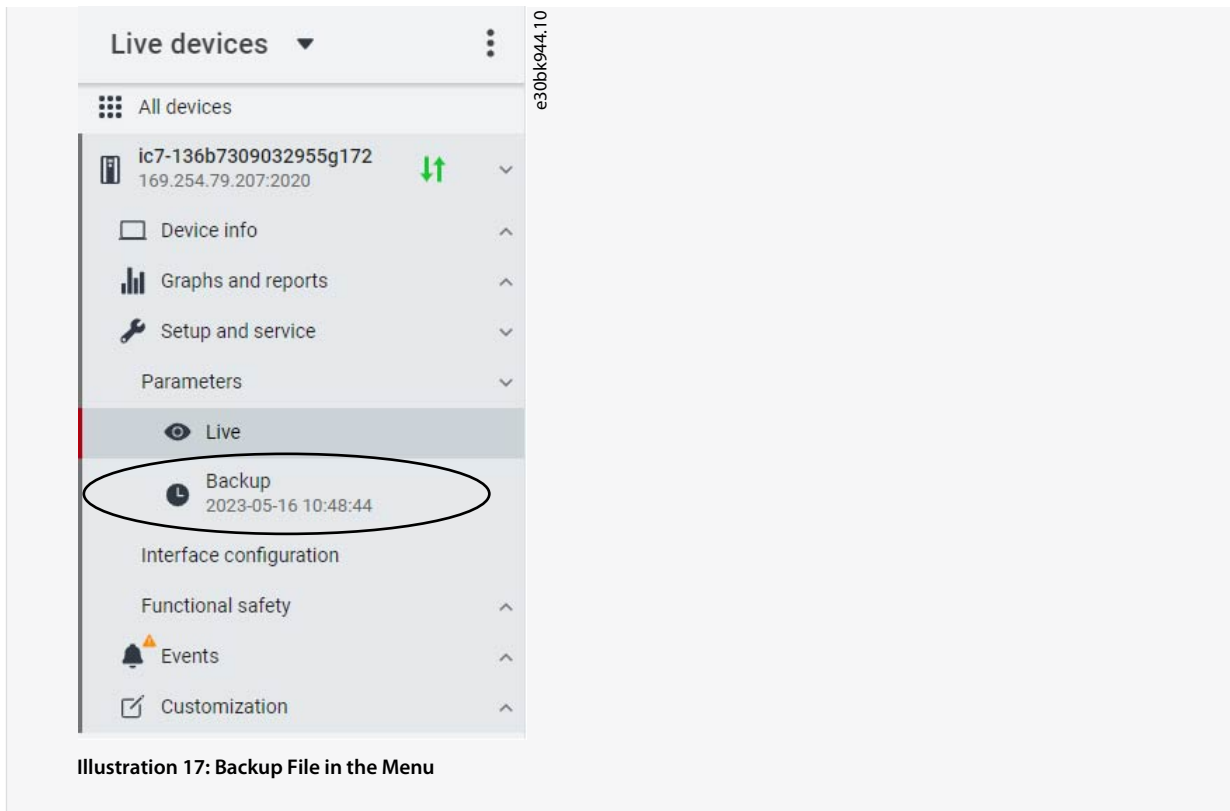 Live devices
e30bk944.10
All devices
ic7-136b7309032955g172
169.254.79.207:2020
Device info
Graphs and reports
Setup and service
Parameters
Live
Backup
2023-05-16 10:48:44
Interface configuration
Functional safety
Events
Customization
Illustration 17: Backup File in the Menu